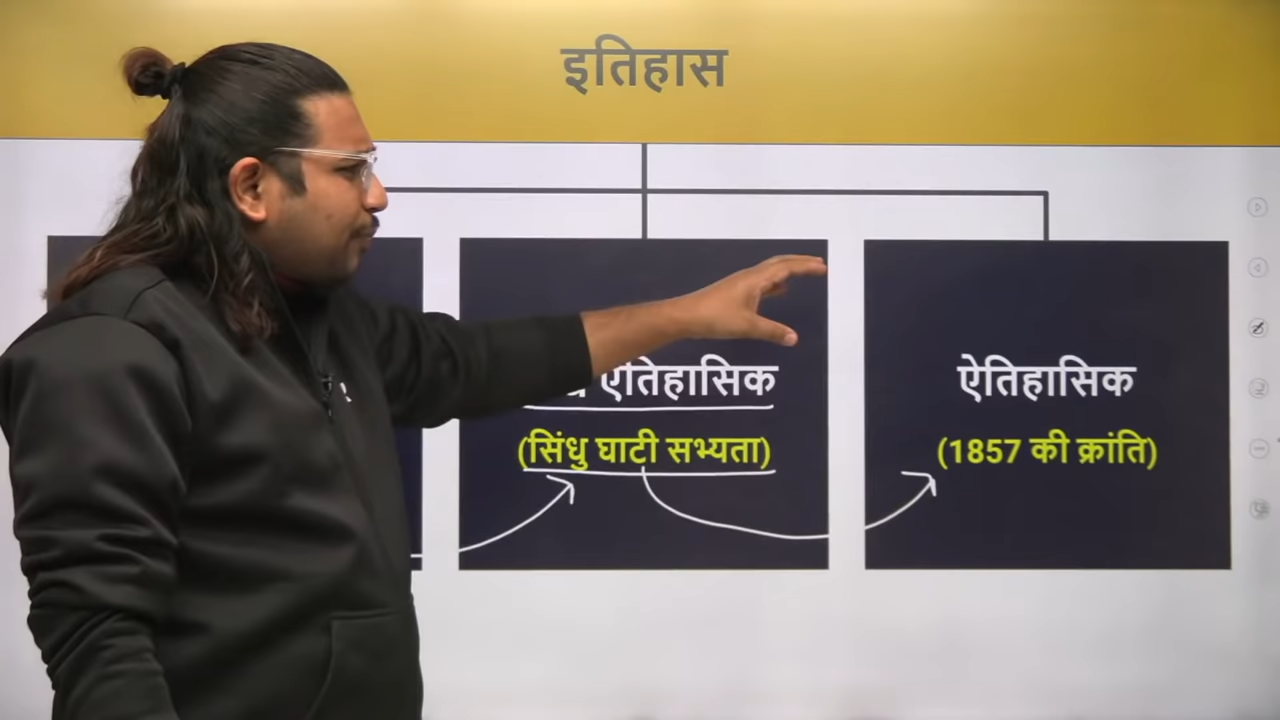 इतिहास
ऐतिहासिक
(सिंधु घाटी सभ्यता)
ऐतिहासिक
(1857 की क्रांति)